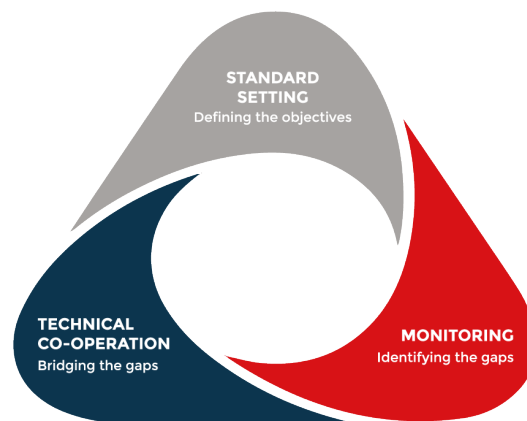 STANDARD
SETTING
Defining the objectives
TECHNICAL
CO-OPERATION
Bridging the gaps
MONITORING
Identifying the gaps